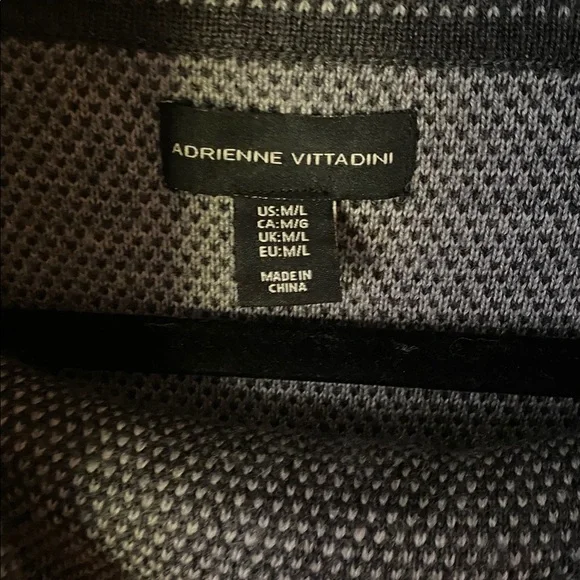 ADRIENNE VITTADINI
US:M/L
CA:M/G
UK:M/L
EU:M/L
MADE IN
CHINA